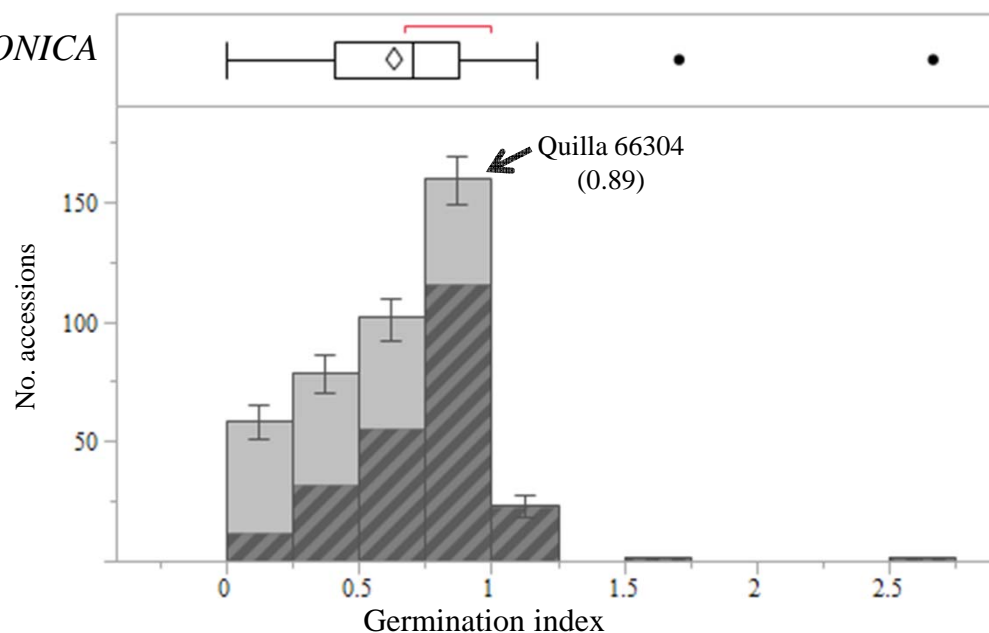 ONICA
Quilla 66304
(0.89)
150
100
50
No. accessions
0 0.5 1 1.5 2 2.5
Germination index